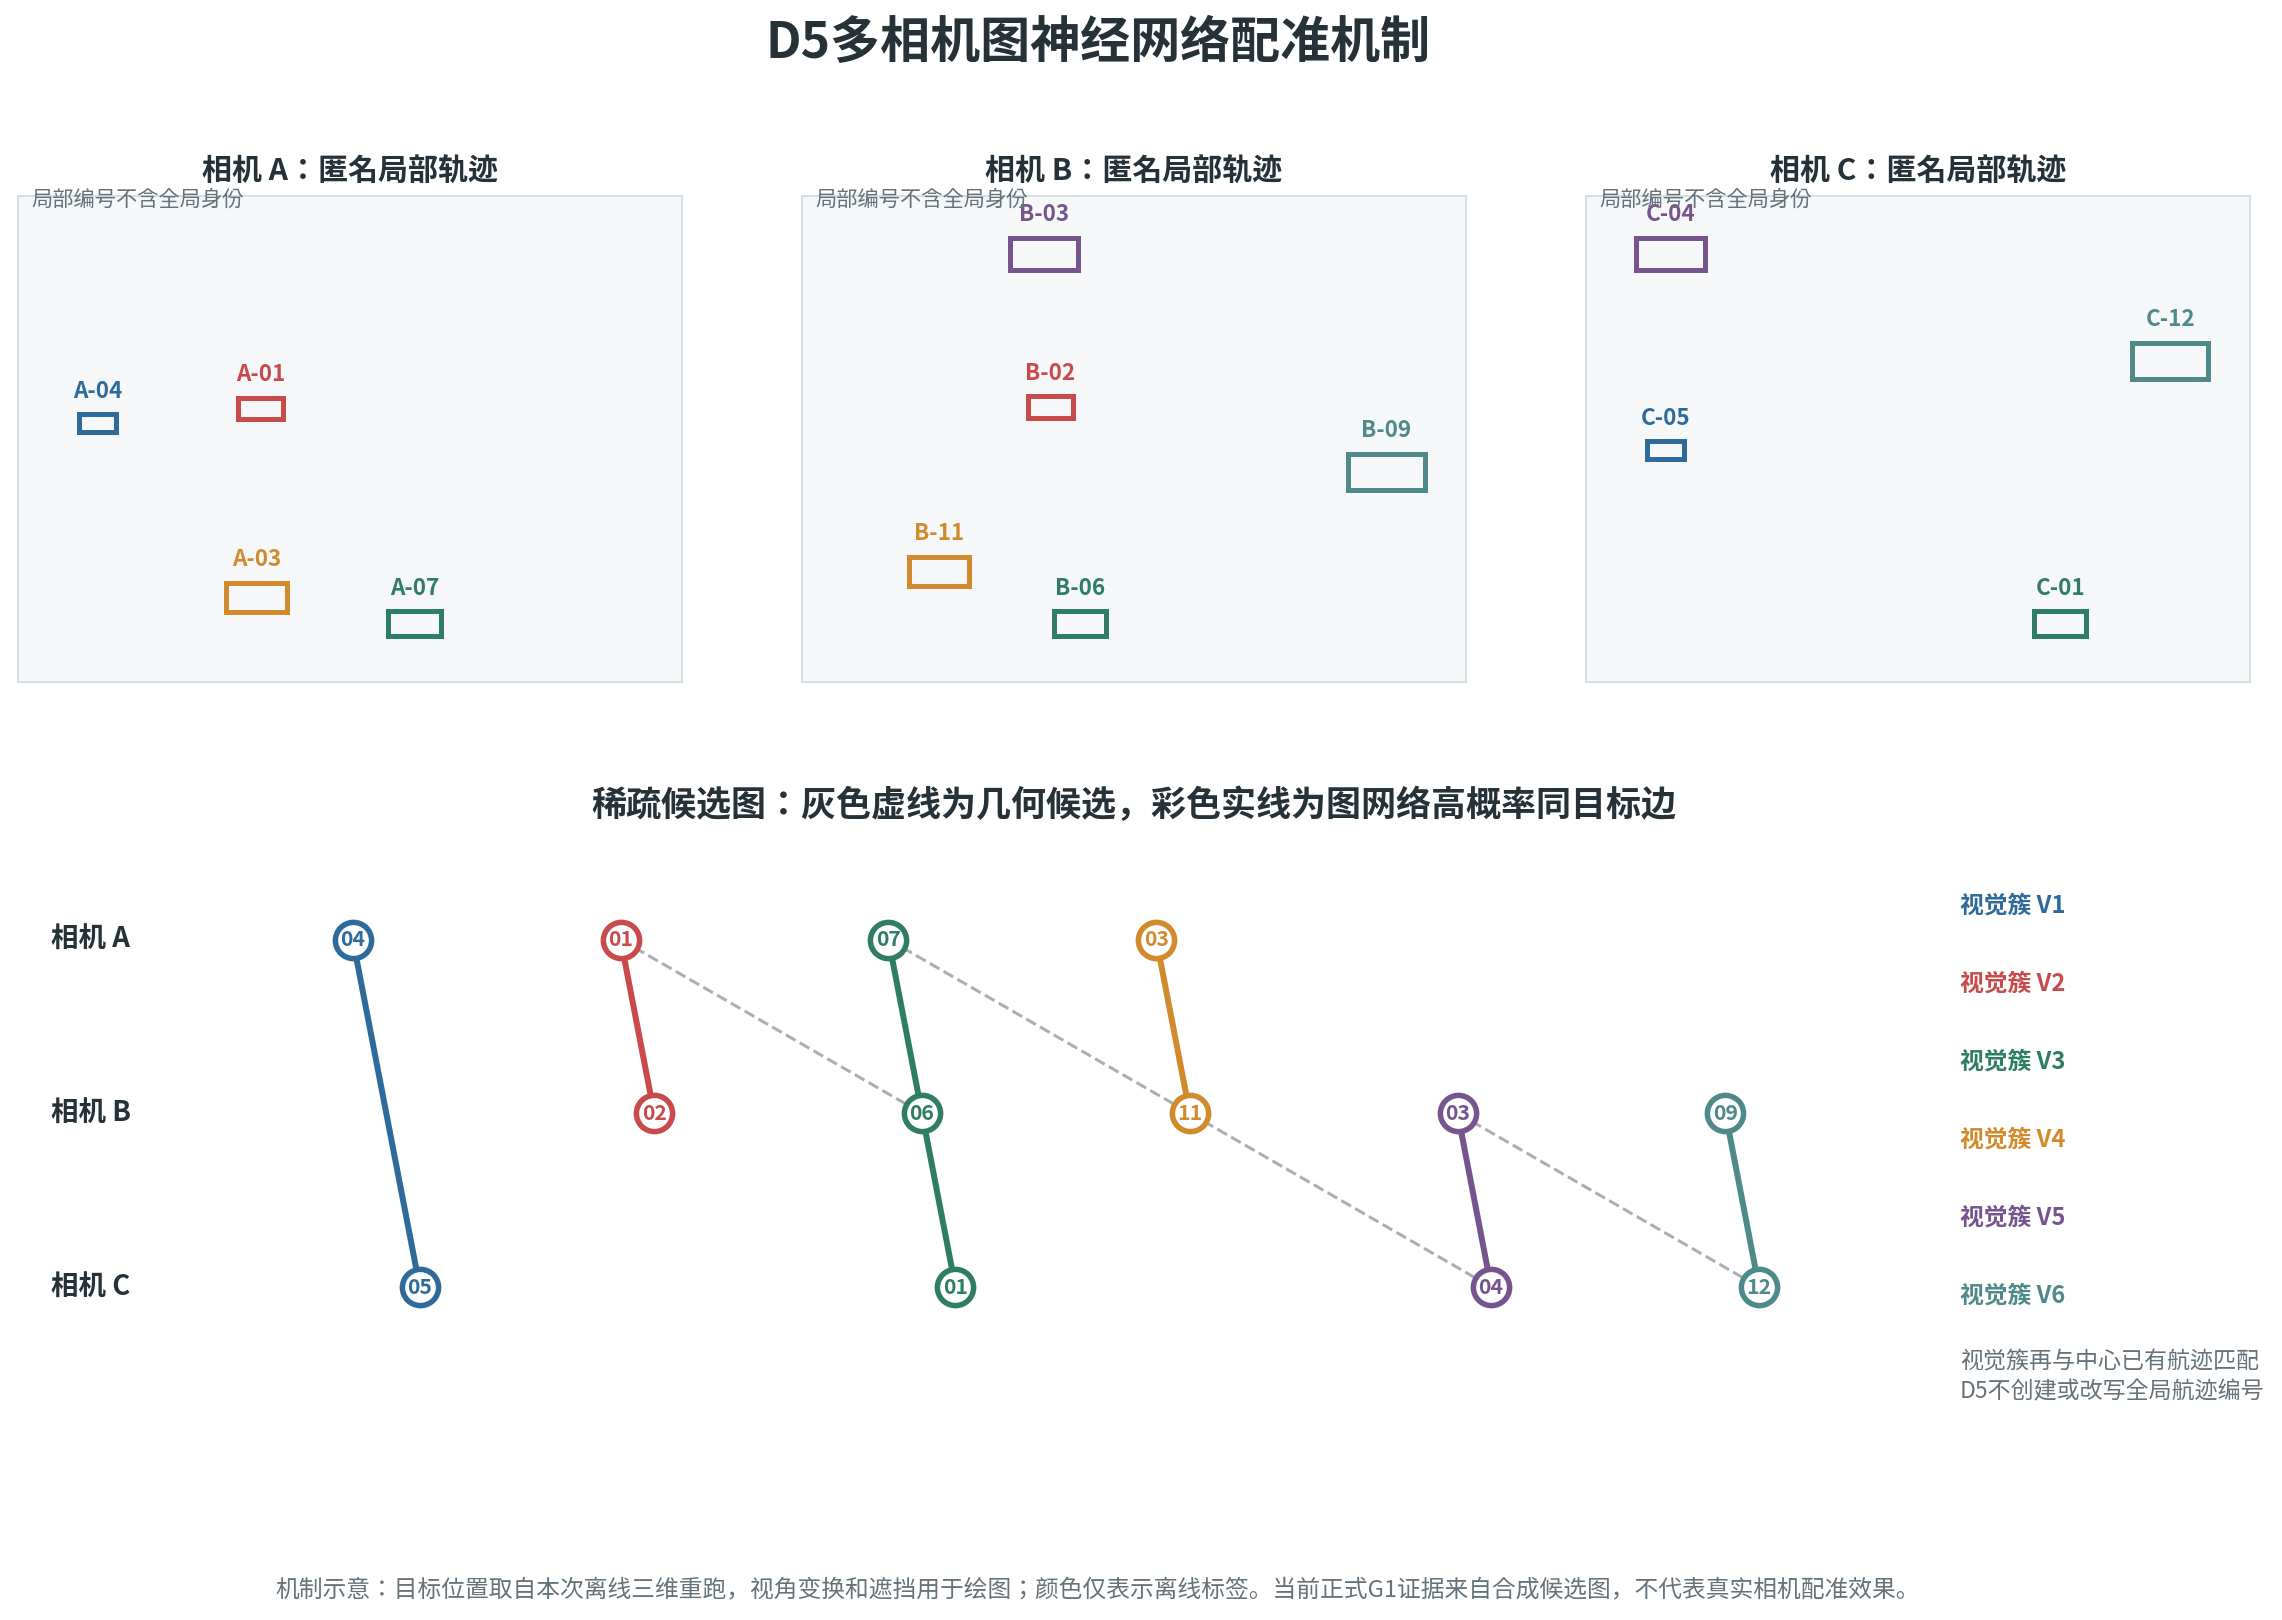 D5多相机图神经网络配准机制
相机 A：匿名局部轨迹
局部编号不含全局身份
A-04
A-01
A-03
A-07
相机 B：匿名局部轨迹
局部编号不含全局身份
B-03
B-02
B-09
B-11
B-06
相机 C：匿名局部轨迹
局部编号不含全局身份
C-04
C-12
C-05
C-01
稀疏候选图：灰色虚线为几何候选，彩色实线为图网络高概率同目标边
相机 A
04
01
07
03
相机 B
02
06
11
03
09
相机 C
05
01
04
12
视觉簇 V1
视觉簇 V2
视觉簇 V3
视觉簇 V4
视觉簇 V5
视觉簇 V6
视觉簇再与中心已有航迹匹配
D5不创建或改写全局航迹编号
机制示意：目标位置取自本次离线三维重跑，视角变换和遮挡用于绘图；颜色仅表示离线标签。当前正式G1证据来自合成候选图，不代表真实相机配准效果。